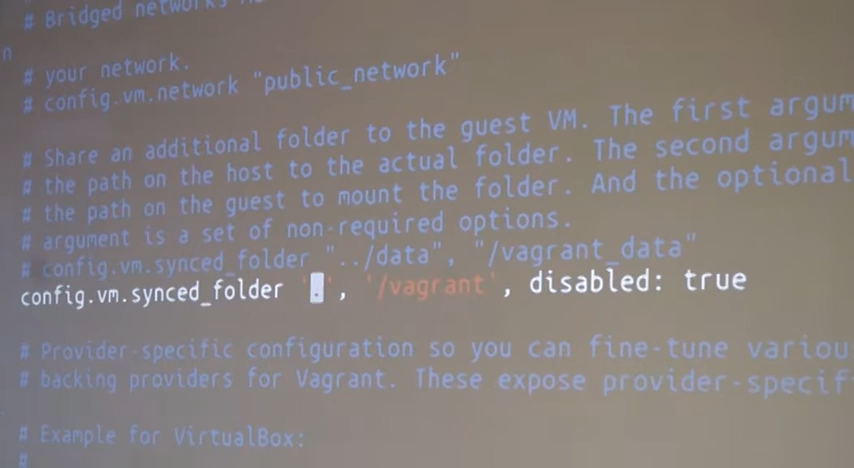 # Bridged networks
n
# your network.
# config.vm.network "public_network"
# Share an additional folder to the guest VM. The first argum
# the path on the host to the actual folder. The second argum
# the path on the guest to mount the folder. And the optional
# argument is a set of non-required options.
# config.vm.synced_folder "../data", "/vagrant_data"
config.vm.synced_folder '.', '/vagrant', disabled: true
# Provider-specific configuration so you can fine-tune variou
# backing providers for Vagrant. These expose provider-specif
# Example for VirtualBox:
#